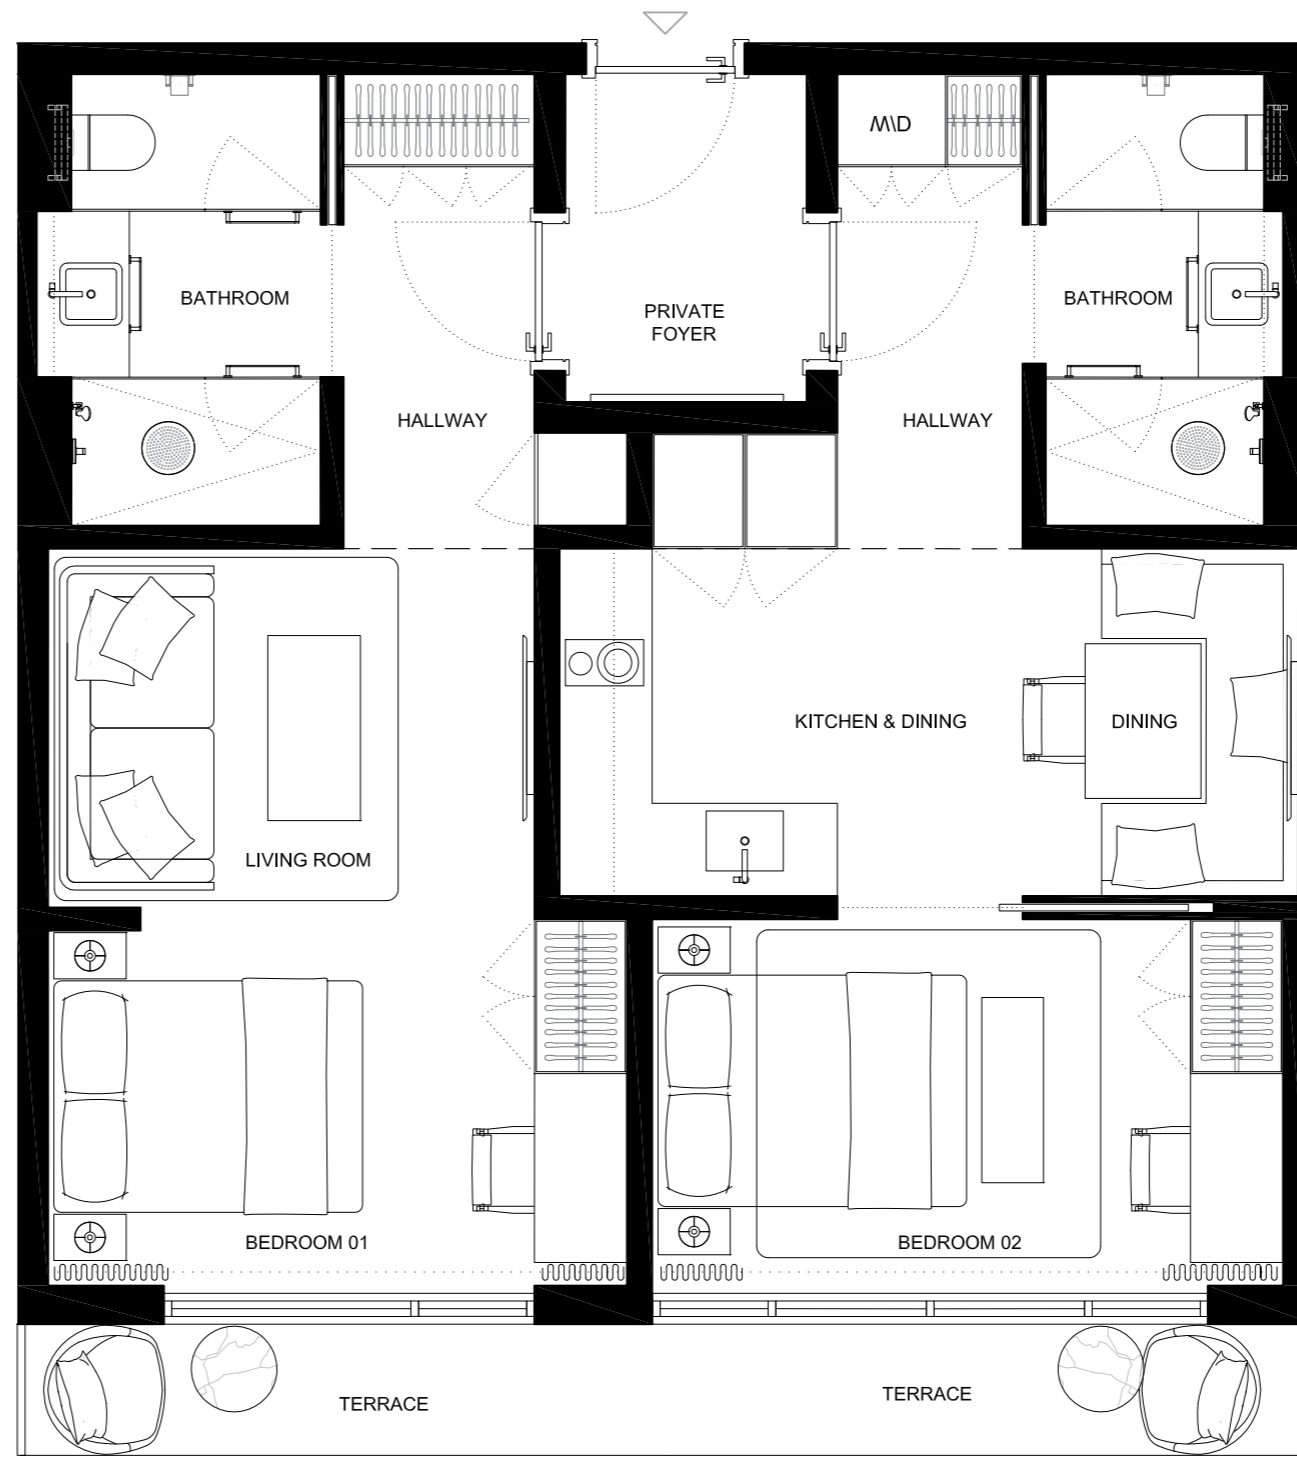 W\D
BATHROOM
PRIVATE
FOYER
BATHROOM
HALLWAY
HALLWAY
KITCHEN & DINING
DINING
LIVING ROOM
BEDROOM 01
BEDROOM 02
TERRACE
TERRACE